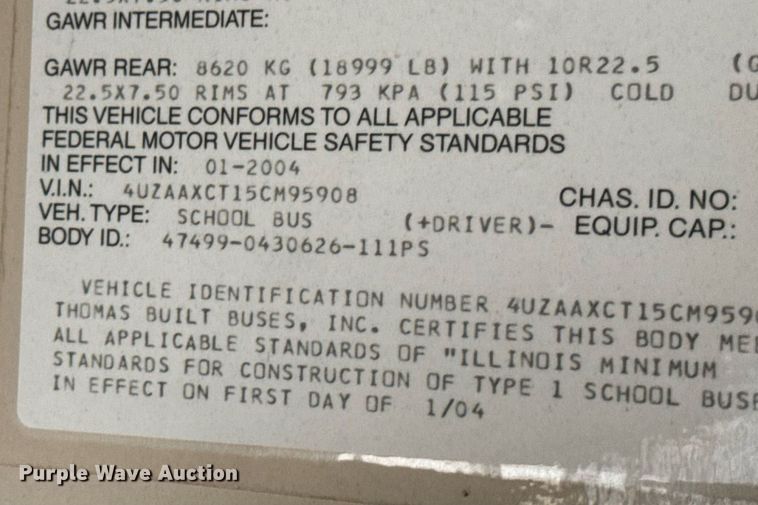 GAWR INTERMEDIATE:
GAWR REAR: 8620 KG (18999 LB) WITH 10R22.5 (G
22.5X7.50 RIMS AT 793 KPA (115 PSI) COLD DU
THIS VEHICLE CONFORMS TO ALL APPLICABLE
FEDERAL MOTOR VEHICLE SAFETY STANDARDS
IN EFFECT IN: 01-2004
V.I.N.: 4UZAAXCT15CM95908 CHAS. ID. NO:
VEH. TYPE: SCHOOL BUS (+DRIVER)- EQUIP. CAP.:
BODY ID.: 47499-0430626-111PS
VEHICLE IDENTIFICATION NUMBER 4UZAAXCT15CM959
THOMAS BUILT BUSES, INC. CERTIFIES THIS BODY MEE
ALL APPLICABLE STANDARDS OF "ILLINOIS MINIMUM
STANDARDS FOR CONSTRUCTION OF TYPE 1 SCHOOL BUSE
IN EFFECT ON FIRST DAY OF 1/04
Purple Wave Auction